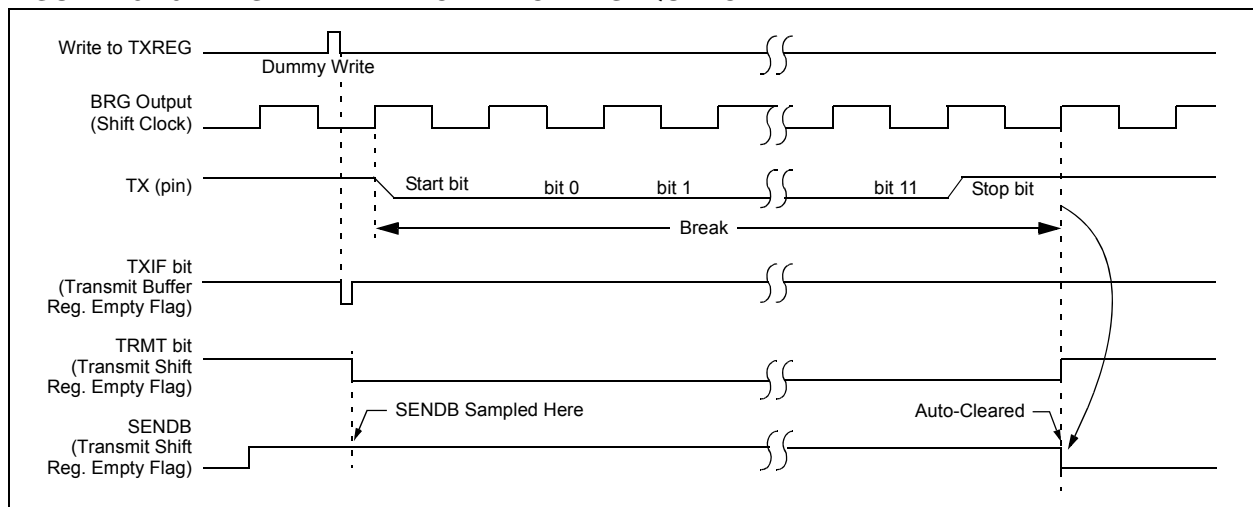 Write to TXREG
Dummy Write
BRG Output
(Shift Clock)
TX (pin)
Start bit
bit 0
bit 1
bit 11
Stop bit
Break
TXIF bit
(Transmit Buffer
Reg. Empty Flag)
TRMT bit
(Transmit Shift
Reg. Empty Flag)
SENDB Sampled Here
Auto-Cleared
SENDB
(Transmit Shift
Reg. Empty Flag)